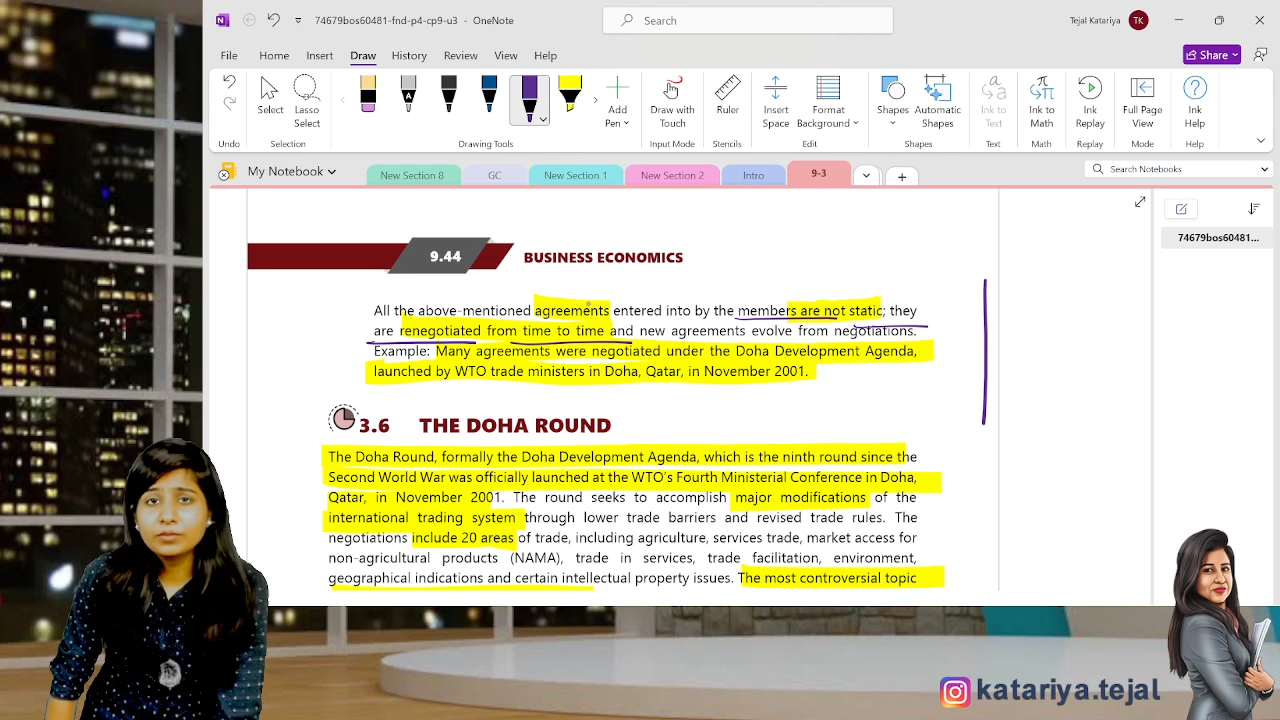 74679bos60481-fnd-p4-cp9-u3 - OneNote
Search
Tejal Katariya
TK
File Home Insert Draw History Review View Help
Share
Select
Lasso Select
Add Pen
Draw with Touch
Ruler
Insert Space
Format Background
Shapes
Automatic Shapes
Ink to Text
Ink to Math
Ink Replay
Full Page View
Ink Help
Undo Selection Drawing Tools Input Mode Stencils Edit Shapes Text Math Replay Mode Help
My Notebook New Section 8 GC New Section 1 New Section 2 Intro 9-3 + Search Notebooks
74679bos60481...
9.44 BUSINESS ECONOMICS
All the above-mentioned agreements entered into by the members are not static; they
are renegotiated from time to time and new agreements evolve from negotiations.
Example: Many agreements were negotiated under the Doha Development Agenda,
launched by WTO trade ministers in Doha, Qatar, in November 2001.
3.6 THE DOHA ROUND
The Doha Round, formally the Doha Development Agenda, which is the ninth round since the
Second World War was officially launched at the WTO's Fourth Ministerial Conference in Doha,
Qatar, in November 2001. The round seeks to accomplish major modifications of the
international trading system through lower trade barriers and revised trade rules. The
negotiations include 20 areas of trade, including agriculture, services trade, market access for
non-agricultural products (NAMA), trade in services, trade facilitation, environment,
geographical indications and certain intellectual property issues. The most controversial topic
katariya.tejal